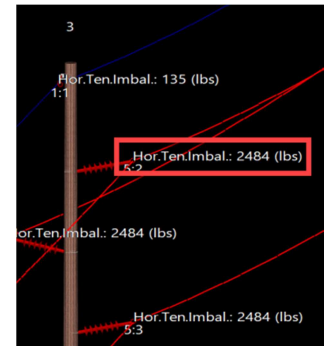 3
Hor.Ten.Imbal.: 135 (lbs)
1:1
Hor.Ten.Imbal.: 2484 (lbs)
5:2
or.Ten.Imbal.: 2484 (lbs)
Hor.Ten.Imbal.: 2484 (lbs)
5:3